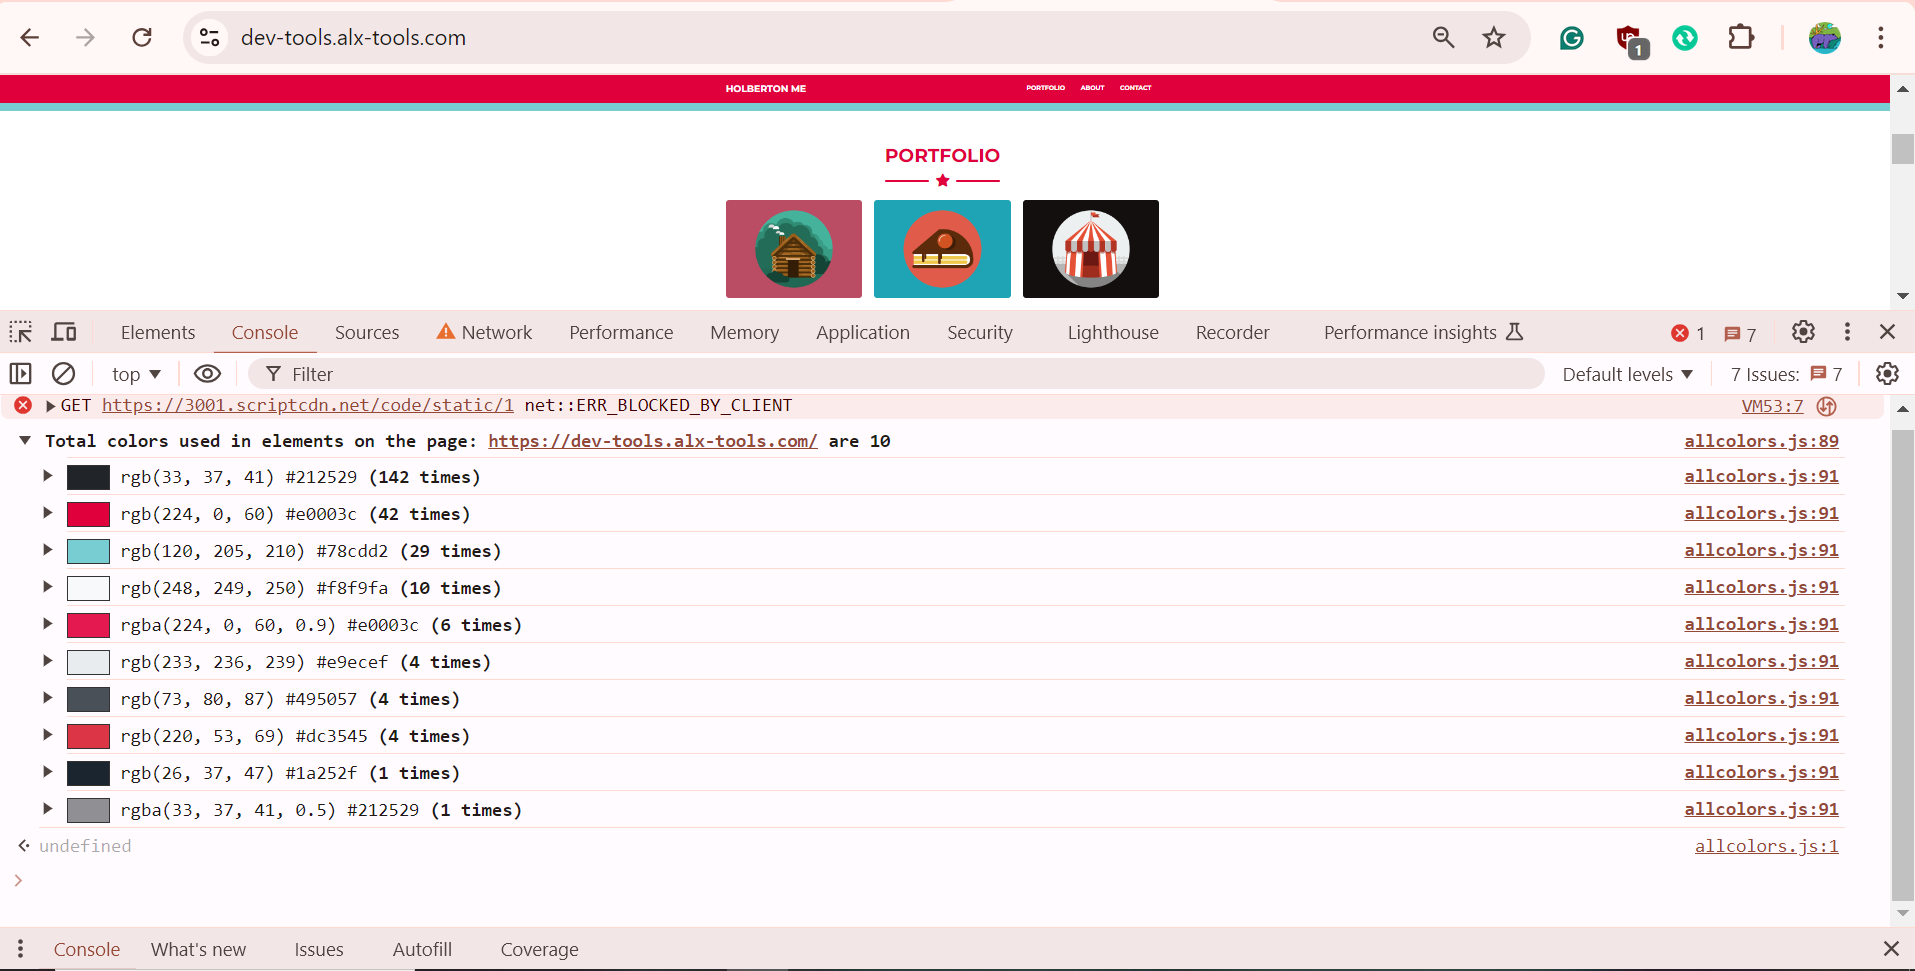 dev-tools.alx-tools.com
1
HOLBERTON ME PORTFOLIO ABOUT CONTACT
PORTFOLIO
Elements Console Sources Network Performance Memory Application Security Lighthouse Recorder Performance insights 1 7
top Filter Default levels 7 Issues: 7
GET https://3001.scriptcdn.net/code/static/1 net::ERR_BLOCKED_BY_CLIENT VM53:7
Total colors used in elements on the page: https://dev-tools.alx-tools.com/ are 10 allcolors.js:89
rgb(33, 37, 41) #212529 (142 times) allcolors.js:91
rgb(224, 0, 60) #e0003c (42 times) allcolors.js:91
rgb(120, 205, 210) #78cdd2 (29 times) allcolors.js:91
rgb(248, 249, 250) #f8f9fa (10 times) allcolors.js:91
rgba(224, 0, 60, 0.9) #e0003c (6 times) allcolors.js:91
rgb(233, 236, 239) #e9ecef (4 times) allcolors.js:91
rgb(73, 80, 87) #495057 (4 times) allcolors.js:91
rgb(220, 53, 69) #dc3545 (4 times) allcolors.js:91
rgb(26, 37, 47) #1a252f (1 times) allcolors.js:91
rgba(33, 37, 41, 0.5) #212529 (1 times) allcolors.js:91
undefined allcolors.js:1
Console What's new Issues Autofill Coverage